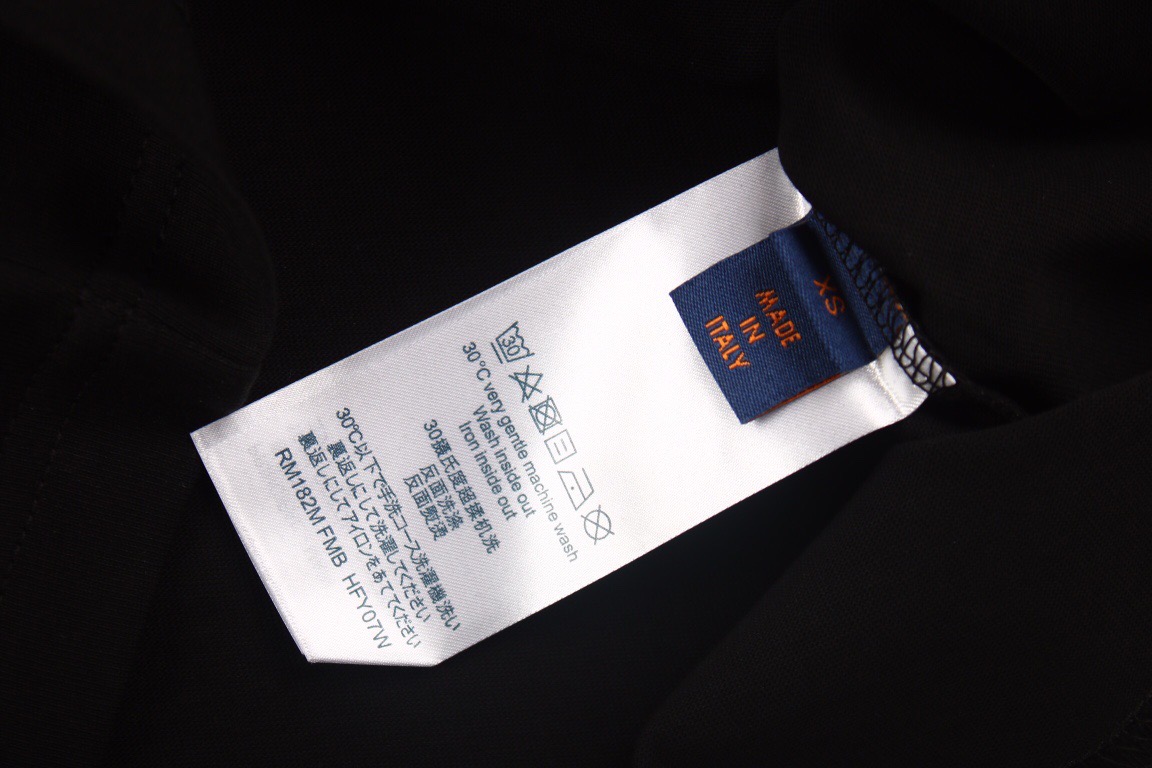 XS
MADE
IN
ITALY
30
30°C very gentle machine wash
Wash inside out
Iron inside out
30摄氏度超柔机洗
反面洗涤
反面熨烫
30℃以下で手洗コース洗濯機洗い
裏返しにして洗濯してください
裏返しにしてアイロンをあててください
RM182M FMB HFY07W